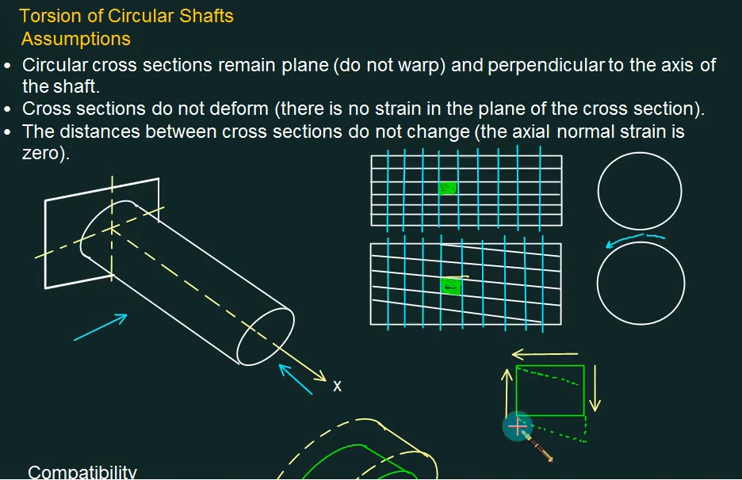 Torsion of Circular Shafts
Assumptions
• Circular cross sections remain plane (do not warp) and perpendicular to the axis of
the shaft.
• Cross sections do not deform (there is no strain in the plane of the cross section).
• The distances between cross sections do not change (the axial normal strain is
zero).
x
Compatibility